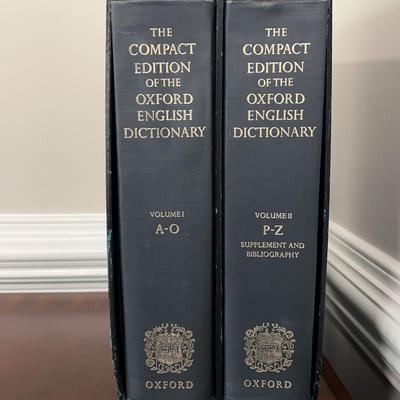 THE
COMPACT
EDITION
OF THE
OXFORD
ENGLISH
DICTIONARY
VOLUME I
A-O
OXFORD
THE
COMPACT
EDITION
OF THE
OXFORD
ENGLISH
DICTIONARY
VOLUME II
P-Z
SUPPLEMENT AND
BIBLIOGRAPHY
OXFORD